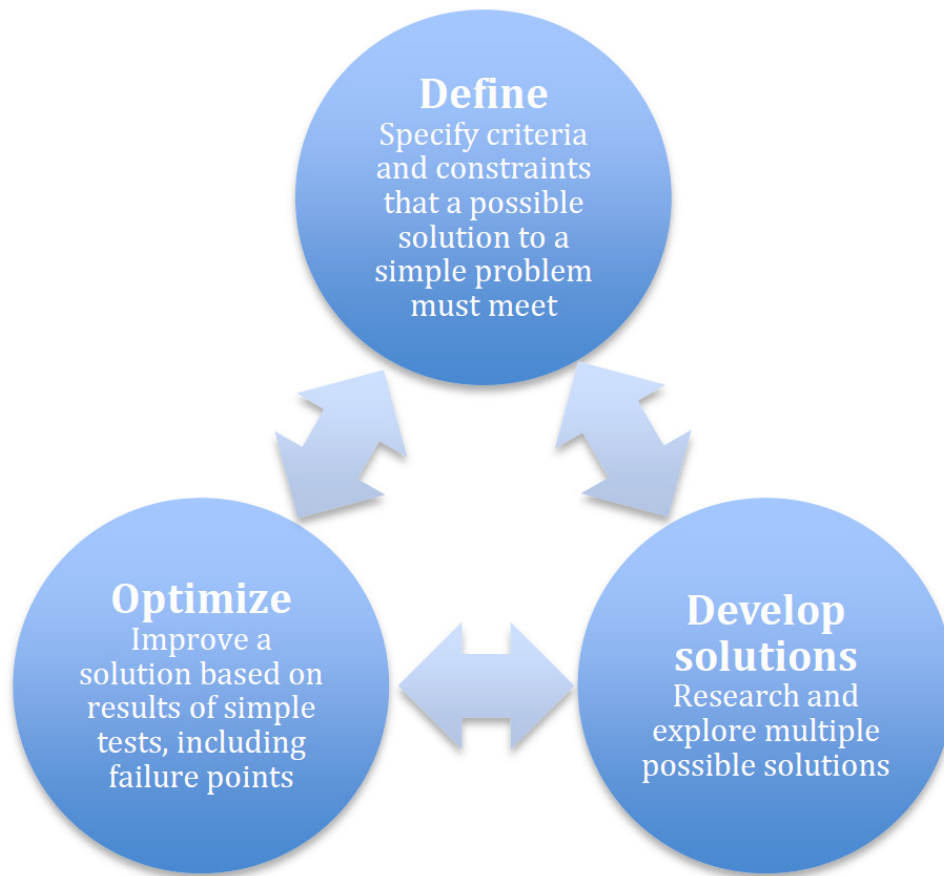 Define
Specify criteria
and constraints
that a possible
solution to a
simple problem
must meet
Optimize
Improve a
solution based on
results of simple
tests, including
failure points
Develop
solutions
Research and
explore multiple
possible solutions